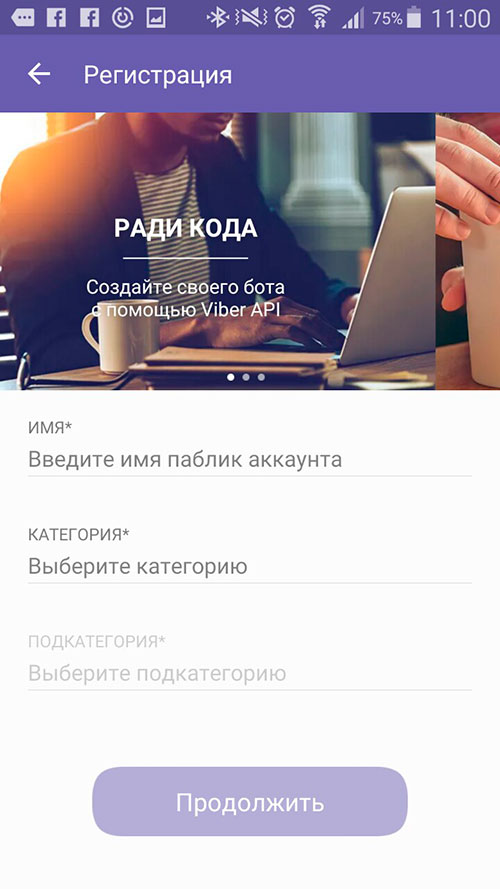 75% 11:00
Регистрация
РАДИ КОДА
Создайте своего бота
с помощью Viber API
ИМЯ*
Введите имя паблик аккаунта
КАТЕГОРИЯ*
Выберите категорию
ПОДКАТЕГОРИЯ*
Выберите подкатегорию
Продолжить